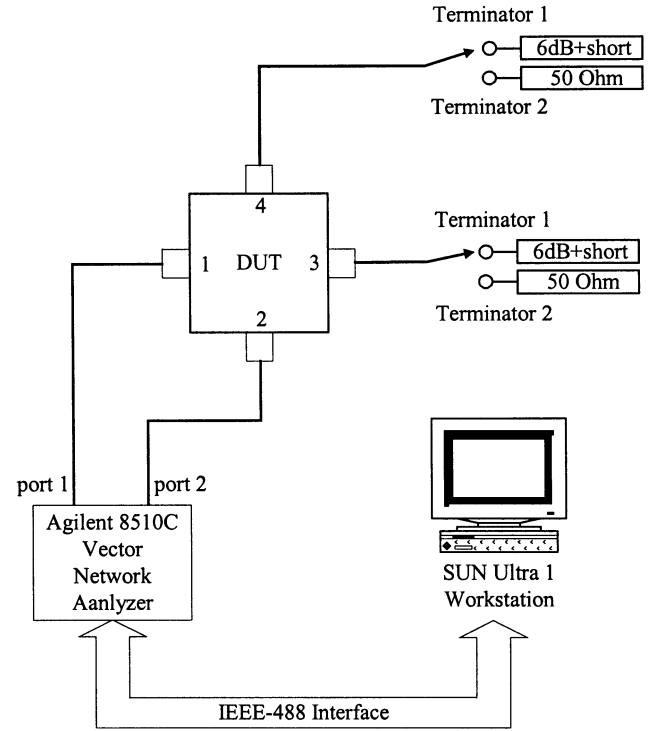 Terminator 1
6dB+short
50 Ohm
Terminator 2
4
1 DUT 3
2
Terminator 1
6dB+short
50 Ohm
Terminator 2
port 1
port 2
Agilent 8510C
Vector
Network
Aanlyzer
SUN Ultra 1
Workstation
IEEE-488 Interface